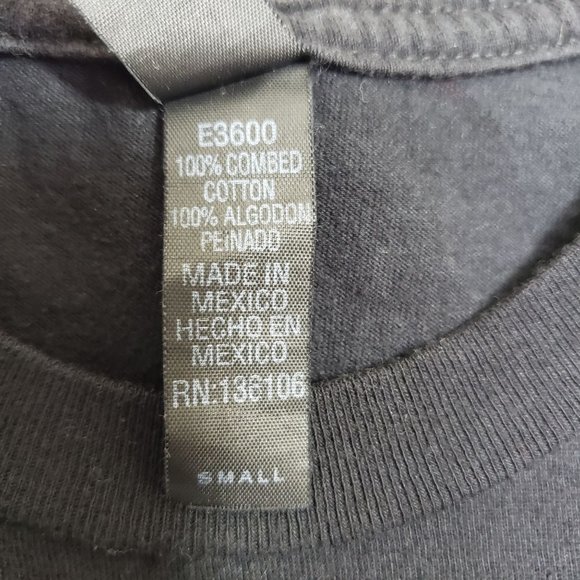 E3600
100% COMBED
COTTON
100% ALGODON
PEINADO
MADE IN
MEXICO
HECHO EN
MEXICO
RN:136106
SMALL